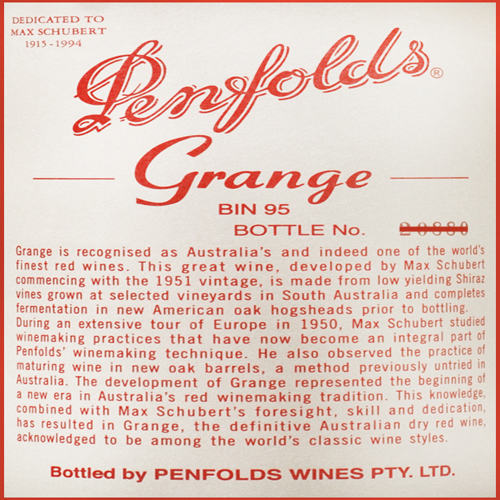 DEDICATED TO
MAX SCHUBERT
1915 - 1994
Penfolds®
Grange
BIN 95
BOTTLE No. 20880
Grange is recognised as Australia's and indeed one of the world's
finest red wines. This great wine, developed by Max Schubert
commencing with the 1951 vintage, is made from low yielding Shiraz
vines grown at selected vineyards in South Australia and completes
fermentation in new American oak hogsheads prior to bottling.
During an extensive tour of Europe in 1950, Max Schubert studied
winemaking practices that have now become an integral part of
Penfolds' winemaking technique. He also observed the practice of
maturing wine in new oak barrels, a method previously untried in
Australia. The development of Grange represented the beginning of
a new era in Australia's red winemaking tradition. This knowledge,
combined with Max Schubert's foresight, skill and dedication,
has resulted in Grange, the definitive Australian dry red wine,
acknowledged to be among the world's classic wine styles.
Bottled by PENFOLDS WINES PTY. LTD.